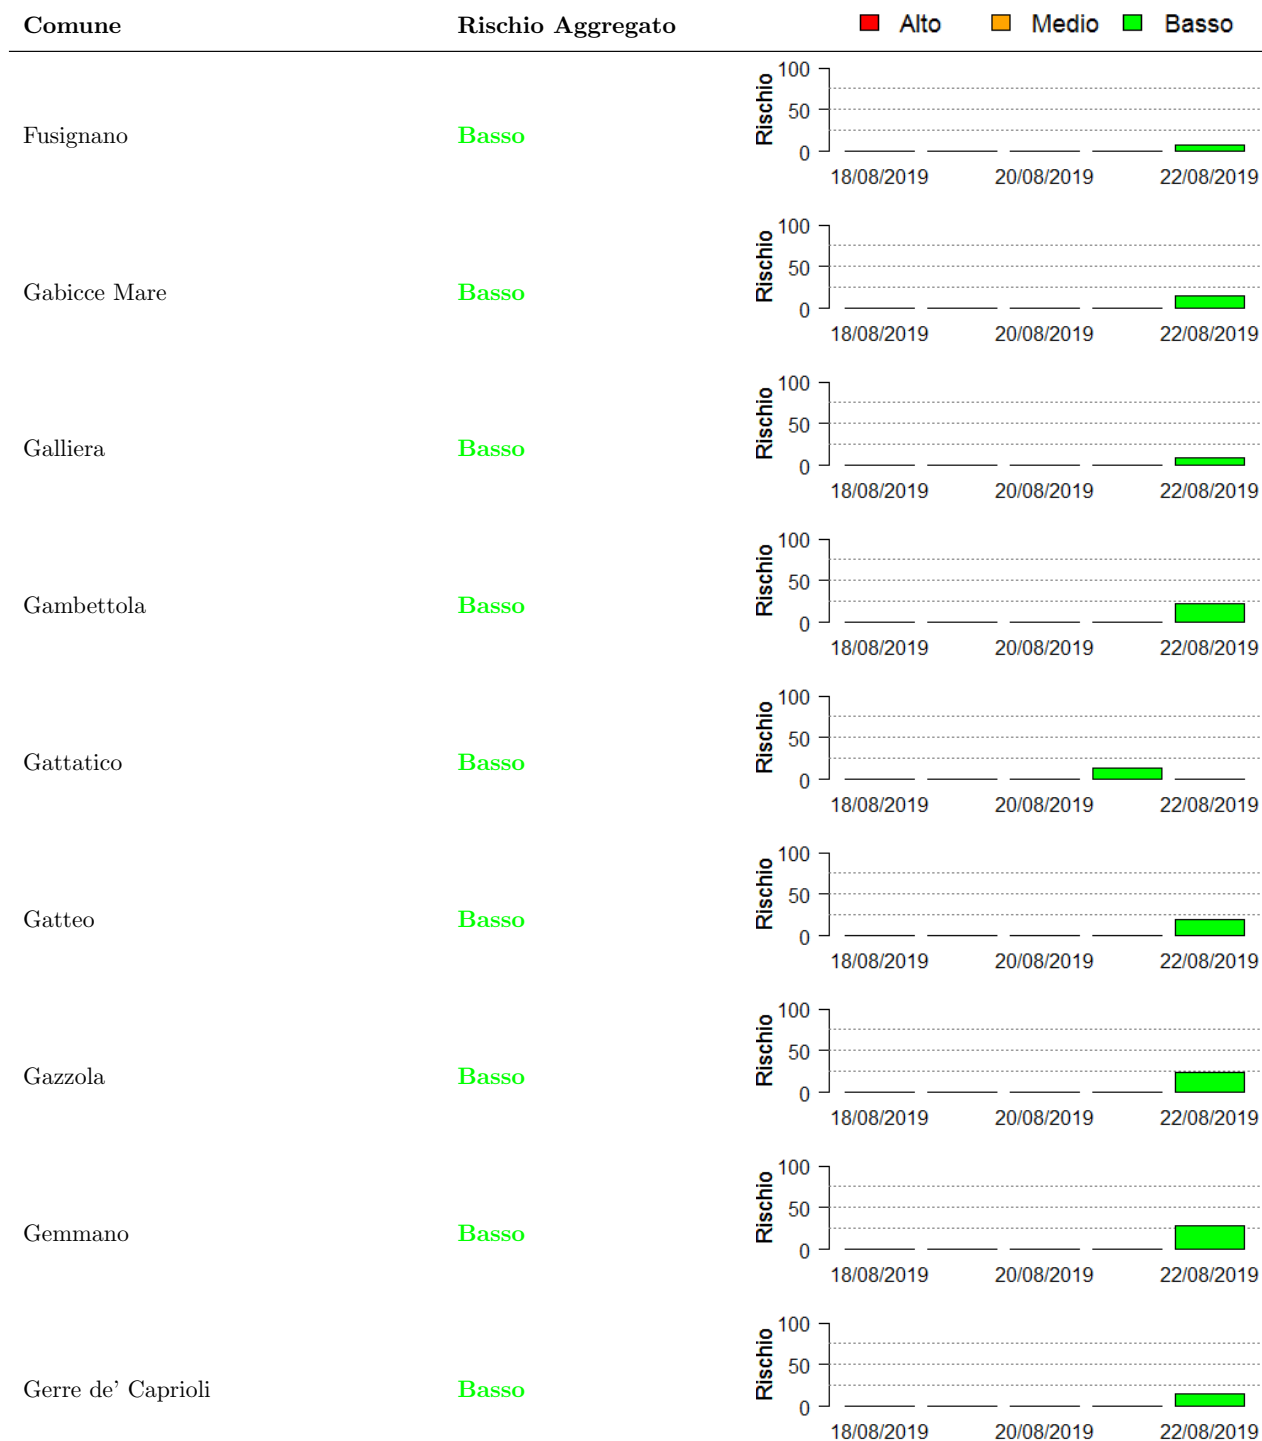 Comune Rischio Aggregato Alto Medio Basso
100
50
0
Rischio
Fusignano Basso
18/08/2019 20/08/2019 22/08/2019
100
50
0
Rischio
Gabicce Mare Basso
18/08/2019 20/08/2019 22/08/2019
100
50
0
Rischio
Galliera Basso
18/08/2019 20/08/2019 22/08/2019
100
50
0
Rischio
Gambettola Basso
18/08/2019 20/08/2019 22/08/2019
100
50
0
Rischio
Gattatico Basso
18/08/2019 20/08/2019 22/08/2019
100
50
0
Rischio
Gatteo Basso
18/08/2019 20/08/2019 22/08/2019
100
50
0
Rischio
Gazzola Basso
18/08/2019 20/08/2019 22/08/2019
100
50
0
Rischio
Gemmano Basso
18/08/2019 20/08/2019 22/08/2019
100
50
0
Rischio
Gerre de' Caprioli Basso
18/08/2019 20/08/2019 22/08/2019